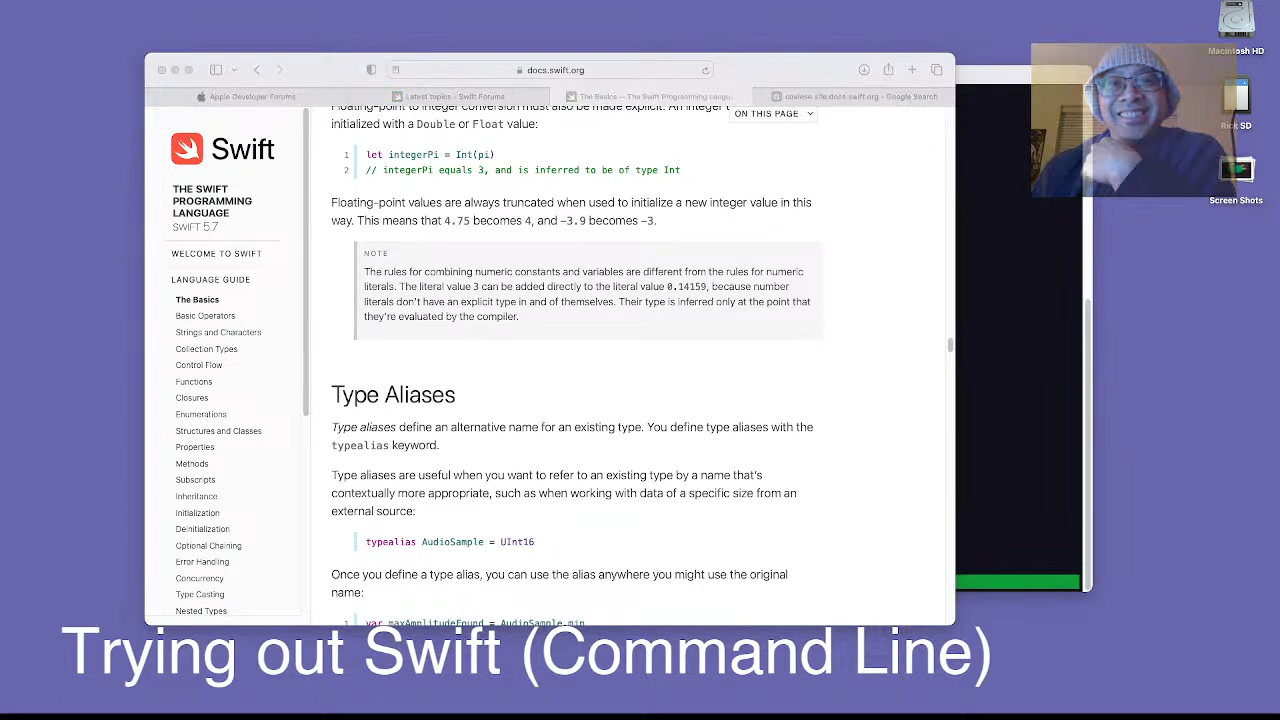 docs.swift.org
Apple Developer Forums
Latest topics - Swift Forums
The Basics — The Swift Programming Langu...
cowlese site:docs.swift.org - Google Search
Macintosh HD
Rick SD
Screen Shots
Swift
THE SWIFT
PROGRAMMING
LANGUAGE
SWIFT 5.7
WELCOME TO SWIFT
LANGUAGE GUIDE
The Basics
Basic Operators
Strings and Characters
Collection Types
Control Flow
Functions
Closures
Enumerations
Structures and Classes
Properties
Methods
Subscripts
Inheritance
Initialization
Deinitialization
Optional Chaining
Error Handling
Concurrency
Type Casting
Nested Types
ON THIS PAGE
Floating-point to integer conversion must also be made explicit. An integer
initialized with a Double or Float value:
1 let integerPi = Int(pi)
2 // integerPi equals 3, and is inferred to be of type Int
Floating-point values are always truncated when used to initialize a new integer value in this
way. This means that 4.75 becomes 4, and -3.9 becomes -3.
NOTE
The rules for combining numeric constants and variables are different from the rules for numeric
literals. The literal value 3 can be added directly to the literal value 0.14159, because number
literals don't have an explicit type in and of themselves. Their type is inferred only at the point that
they're evaluated by the compiler.
Type Aliases
Type aliases define an alternative name for an existing type. You define type aliases with the
typealias keyword.
Type aliases are useful when you want to refer to an existing type by a name that's
contextually more appropriate, such as when working with data of a specific size from an
external source:
typealias AudioSample = UInt16
Once you define a type alias, you can use the alias anywhere you might use the original
name:
1 var maxAmplitudeFound = AudioSample.min
Trying out Swift (Command Line)